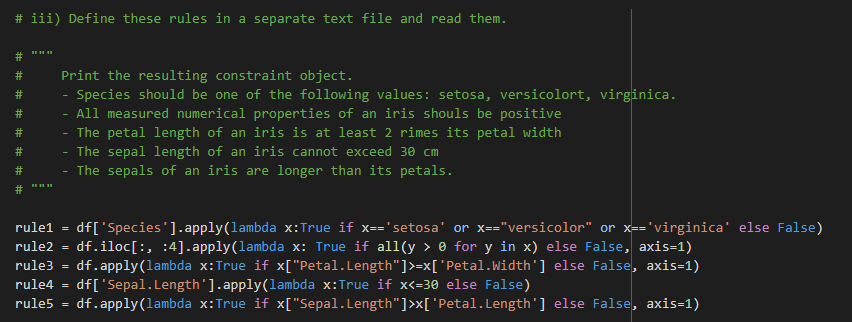 # iii) Define these rules in a separate text file and read them.
# """
#     Print the resulting constraint object.
#     - Species should be one of the following values: setosa, versicolort, virginica.
#     - All measured numerical properties of an iris shouls be positive
#     - The petal length of an iris is at least 2 rimes its petal width
#     - The sepal length of an iris cannot exceed 30 cm
#     - The sepals of an iris are longer than its petals.
# """
rule1 = df['Species'].apply(lambda x:True if x=='setosa' or x=="versicolor" or x=='virginica' else False)
rule2 = df.iloc[:, :4].apply(lambda x: True if all(y > 0 for y in x) else False, axis=1)
rule3 = df.apply(lambda x:True if x["Petal.Length"]>=x['Petal.Width'] else False, axis=1)
rule4 = df['Sepal.Length'].apply(lambda x:True if x<=30 else False)
rule5 = df.apply(lambda x:True if x["Sepal.Length"]>x['Petal.Length'] else False, axis=1)